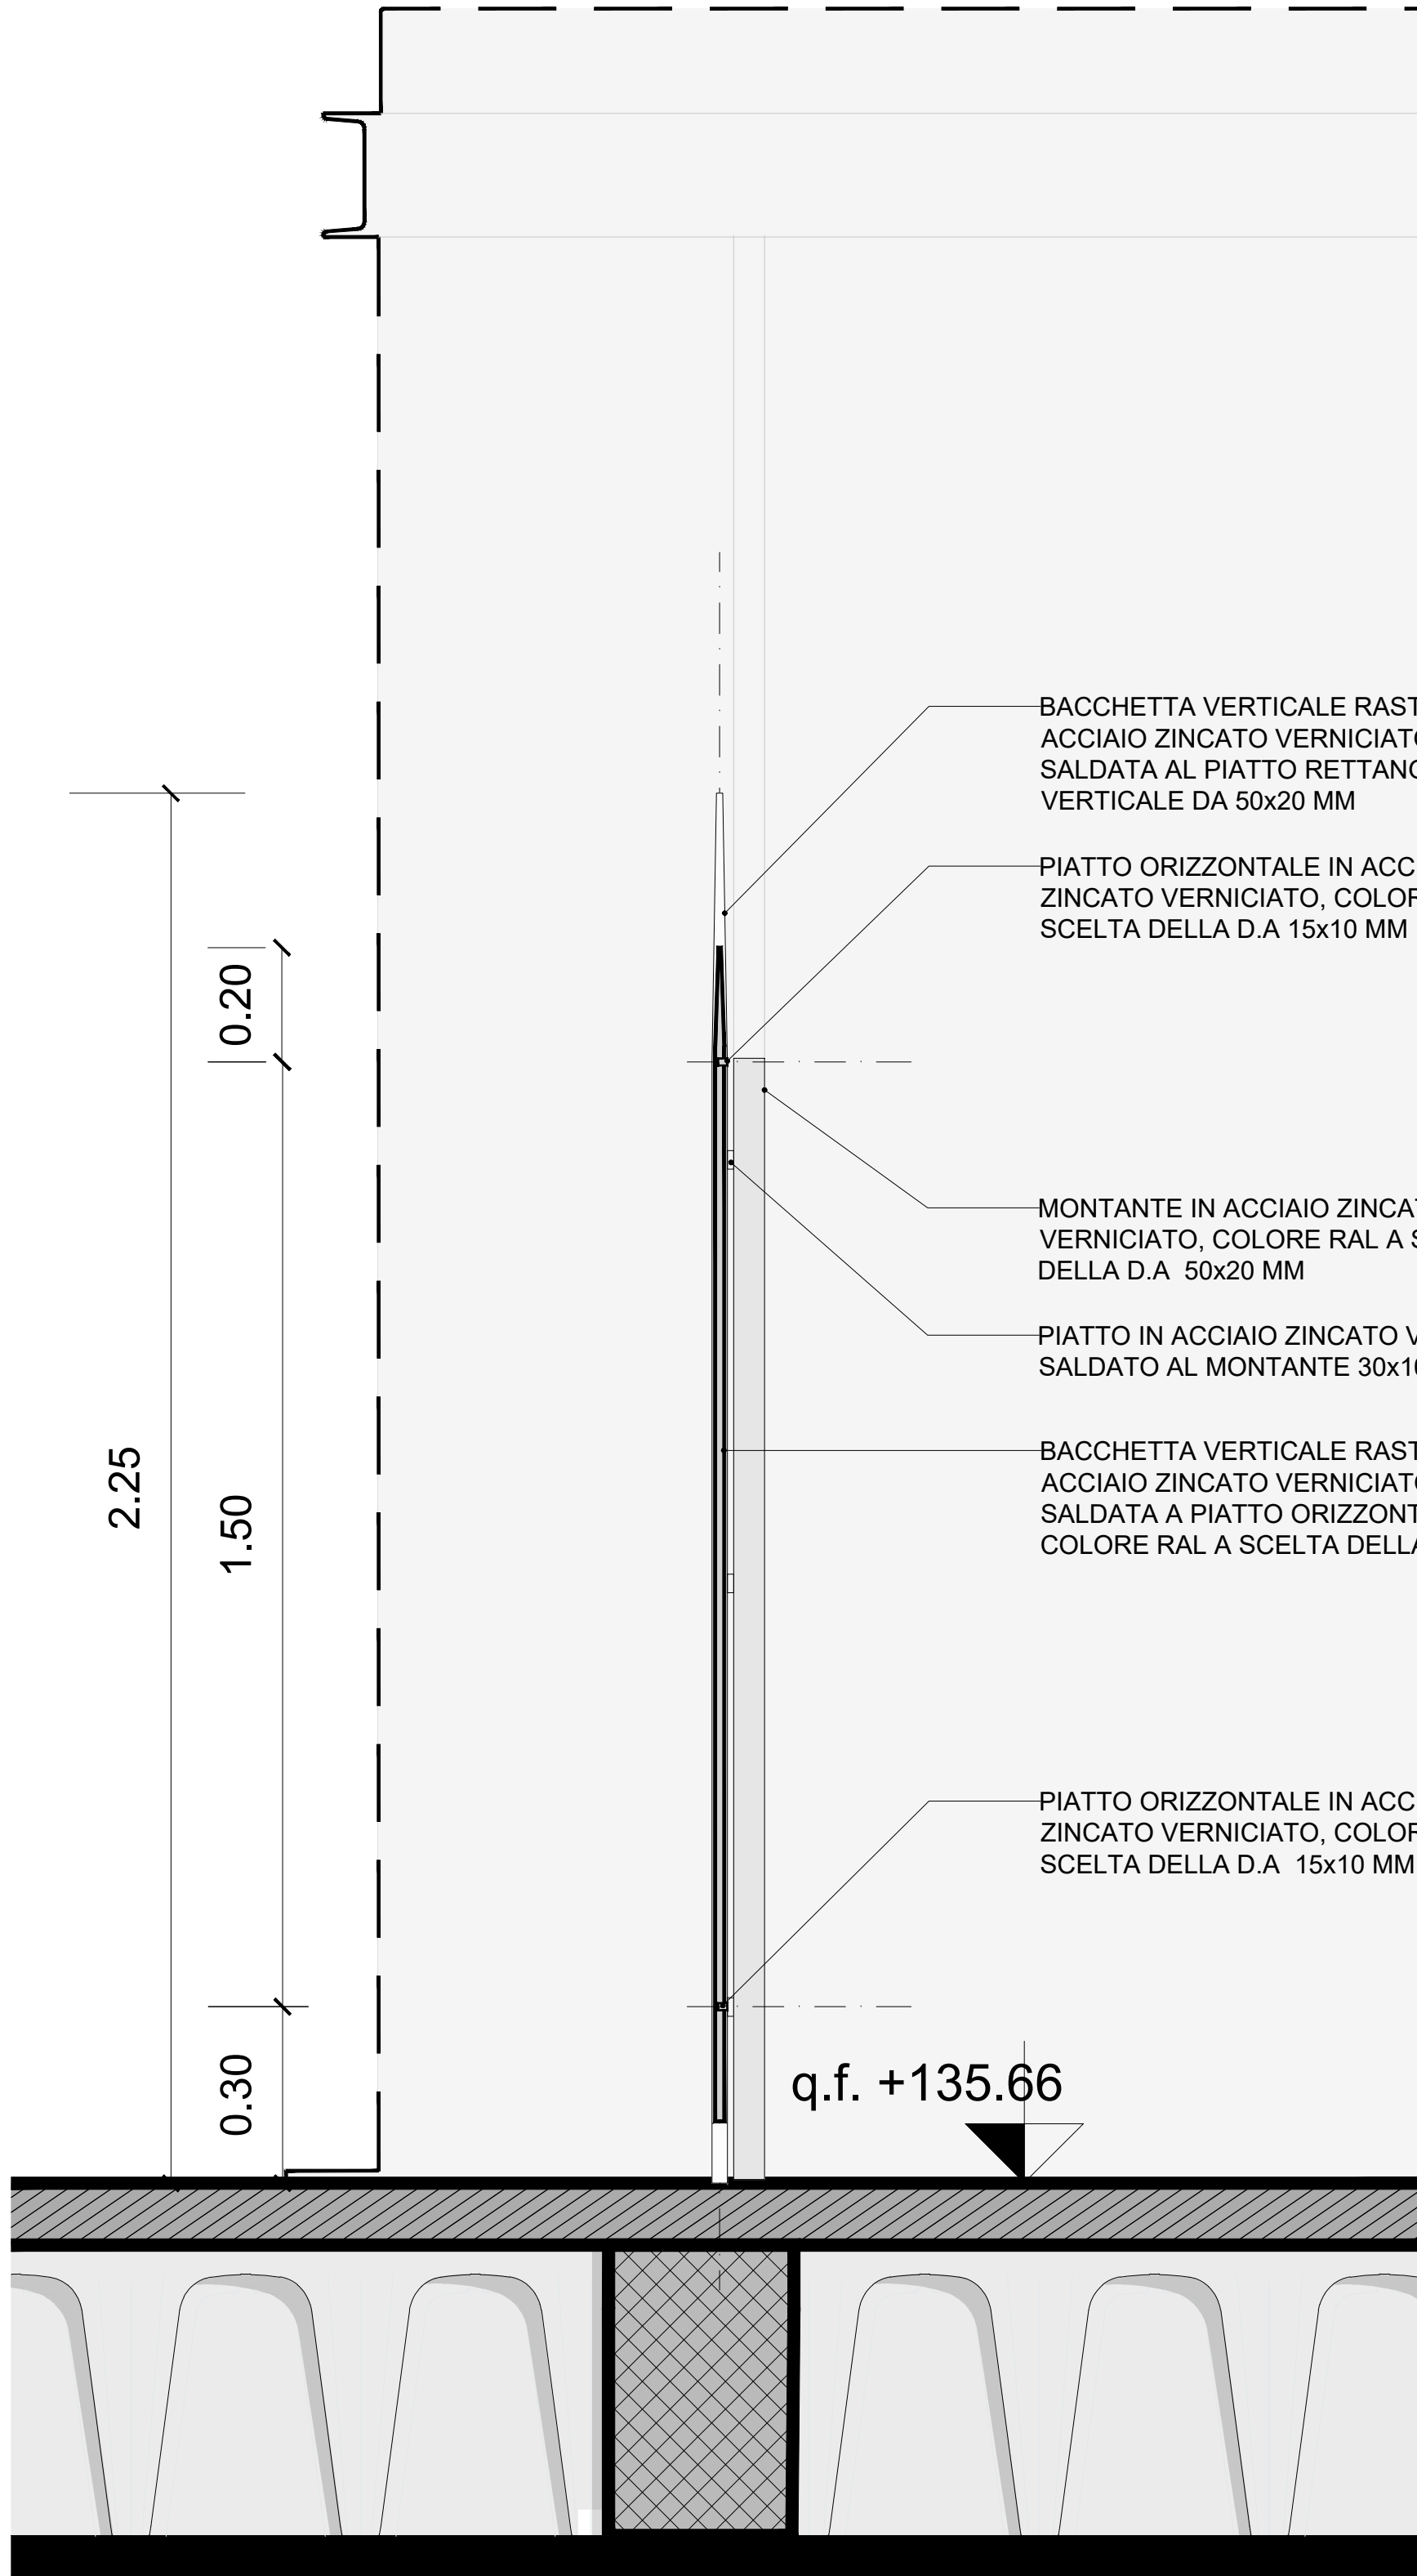 BACCHETTA VERTICALE RAST
ACCIAIO ZINCATO VERNICIATO
SALDATA AL PIATTO RETTANG
VERTICALE DA 50x20 MM
PIATTO ORIZZONTALE IN ACC
ZINCATO VERNICIATO, COLOR
SCELTA DELLA D.A 15x10 MM
0.20
MONTANTE IN ACCIAIO ZINCAT
VERNICIATO, COLORE RAL A S
DELLA D.A  50x20 MM
PIATTO IN ACCIAIO ZINCATO V
SALDATO AL MONTANTE 30x10
2.25
1.50
BACCHETTA VERTICALE RAST
ACCIAIO ZINCATO VERNICIATO
SALDATA A PIATTO ORIZZONT
COLORE RAL A SCELTA DELLA
PIATTO ORIZZONTALE IN ACC
ZINCATO VERNICIATO, COLOR
SCELTA DELLA D.A  15x10 MM
0.30
q.f. +135.66